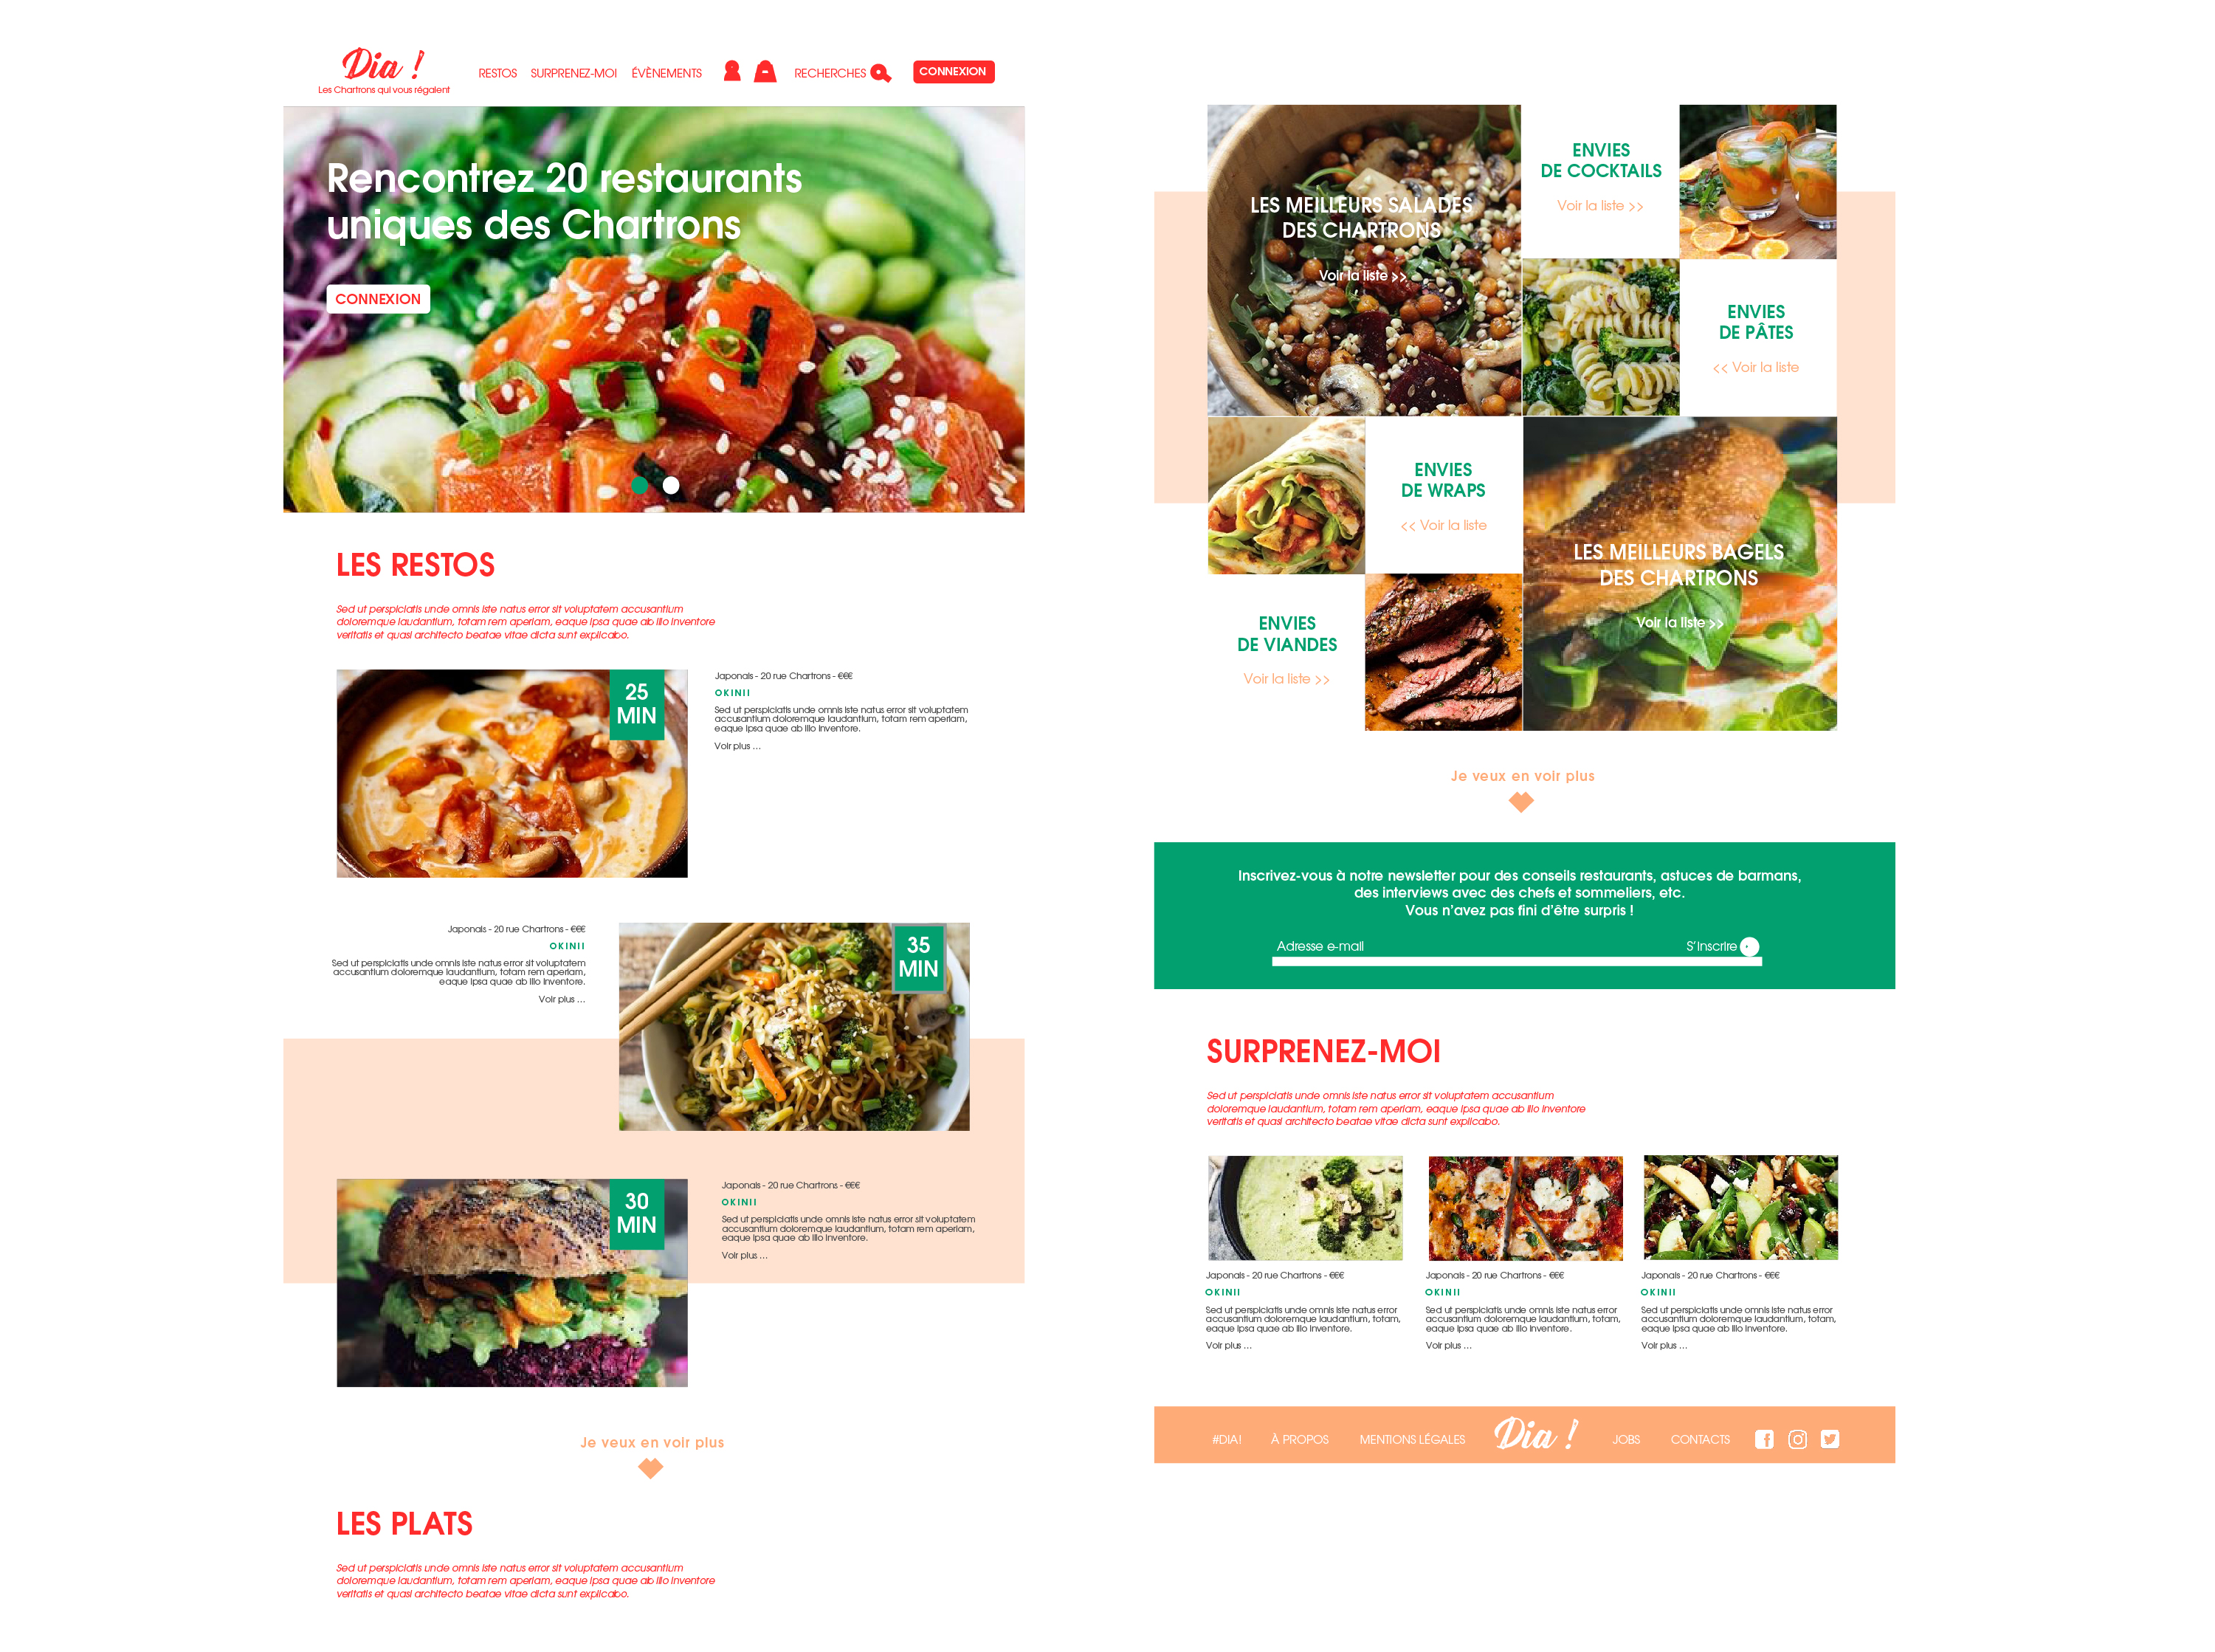 Dia !
Les Chartrons qui vous régalent
RESTOS SURPRENEZ-MOI ÉVÈNEMENTS RECHERCHES CONNEXION
Rencontrez 20 restaurants
uniques des Chartrons
CONNEXION
LES RESTOS
Sed ut perspiciatis unde omnis iste natus error sit voluptatem accusantium
doloremque laudantium, totam rem aperiam, eaque ipsa quae ab illo inventore
veritatis et quasi architecto beatae vitae dicta sunt explicabo.
25
MIN
Japonais - 20 rue Chartrons - €€€
OKINII
Sed ut perspiciatis unde omnis iste natus error sit voluptatem
accusantium doloremque laudantium, totam rem aperiam,
eaque ipsa quae ab illo inventore.
Voir plus ...
Japonais - 20 rue Chartrons - €€€
OKINII
Sed ut perspiciatis unde omnis iste natus error sit voluptatem
accusantium doloremque laudantium, totam rem aperiam,
eaque ipsa quae ab illo inventore.
Voir plus ...
35
MIN
30
MIN
Japonais - 20 rue Chartrons - €€€
OKINII
Sed ut perspiciatis unde omnis iste natus error sit voluptatem
accusantium doloremque laudantium, totam rem aperiam,
eaque ipsa quae ab illo inventore.
Voir plus ...
Je veux en voir plus
LES PLATS
Sed ut perspiciatis unde omnis iste natus error sit voluptatem accusantium
doloremque laudantium, totam rem aperiam, eaque ipsa quae ab illo inventore
veritatis et quasi architecto beatae vitae dicta sunt explicabo.
LES MEILLEURS SALADES
DES CHARTRONS
Voir la liste >>
ENVIES
DE COCKTAILS
Voir la liste >>
ENVIES
DE PÂTES
<< Voir la liste
ENVIES
DE WRAPS
<< Voir la liste
LES MEILLEURS BAGELS
DES CHARTRONS
Voir la liste >>
ENVIES
DE VIANDES
Voir la liste >>
Je veux en voir plus
Inscrivez-vous à notre newsletter pour des conseils restaurants, astuces de barmans,
des interviews avec des chefs et sommeliers, etc.
Vous n'avez pas fini d'être surpris !
Adresse e-mail S'inscrire
SURPRENEZ-MOI
Sed ut perspiciatis unde omnis iste natus error sit voluptatem accusantium
doloremque laudantium, totam rem aperiam, eaque ipsa quae ab illo inventore
veritatis et quasi architecto beatae vitae dicta sunt explicabo.
Japonais - 20 rue Chartrons - €€€
OKINII
Sed ut perspiciatis unde omnis iste natus error
accusantium doloremque laudantium, totam,
eaque ipsa quae ab illo inventore.
Voir plus ...
Japonais - 20 rue Chartrons - €€€
OKINII
Sed ut perspiciatis unde omnis iste natus error
accusantium doloremque laudantium, totam,
eaque ipsa quae ab illo inventore.
Voir plus ...
Japonais - 20 rue Chartrons - €€€
OKINII
Sed ut perspiciatis unde omnis iste natus error
accusantium doloremque laudantium, totam,
eaque ipsa quae ab illo inventore.
Voir plus ...
#DIA! À PROPOS MENTIONS LÉGALES Dia ! JOBS CONTACTS